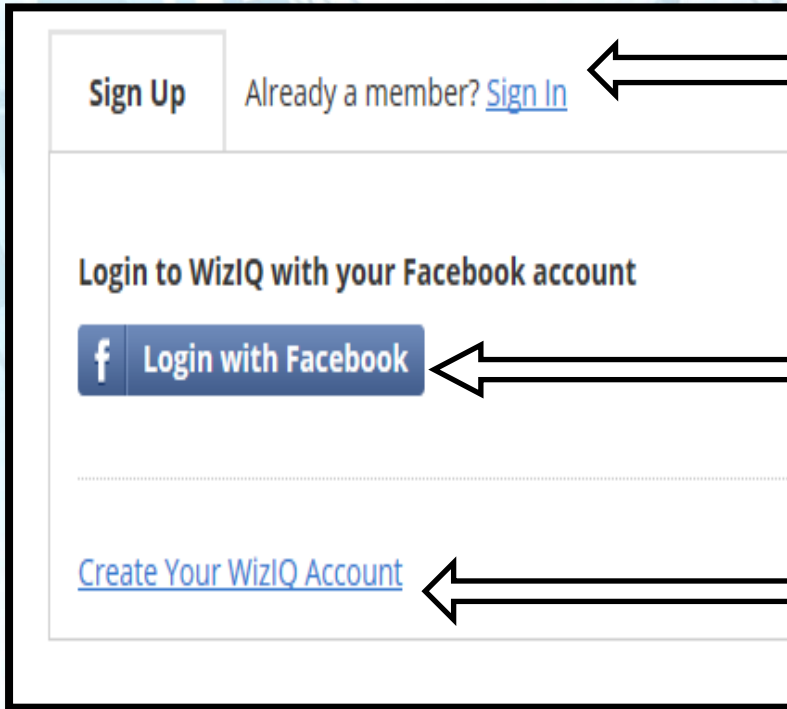 Sign Up Already a member? Sign In
Login to WizIQ with your Facebook account
f Login with Facebook
Create Your WizIQ Account